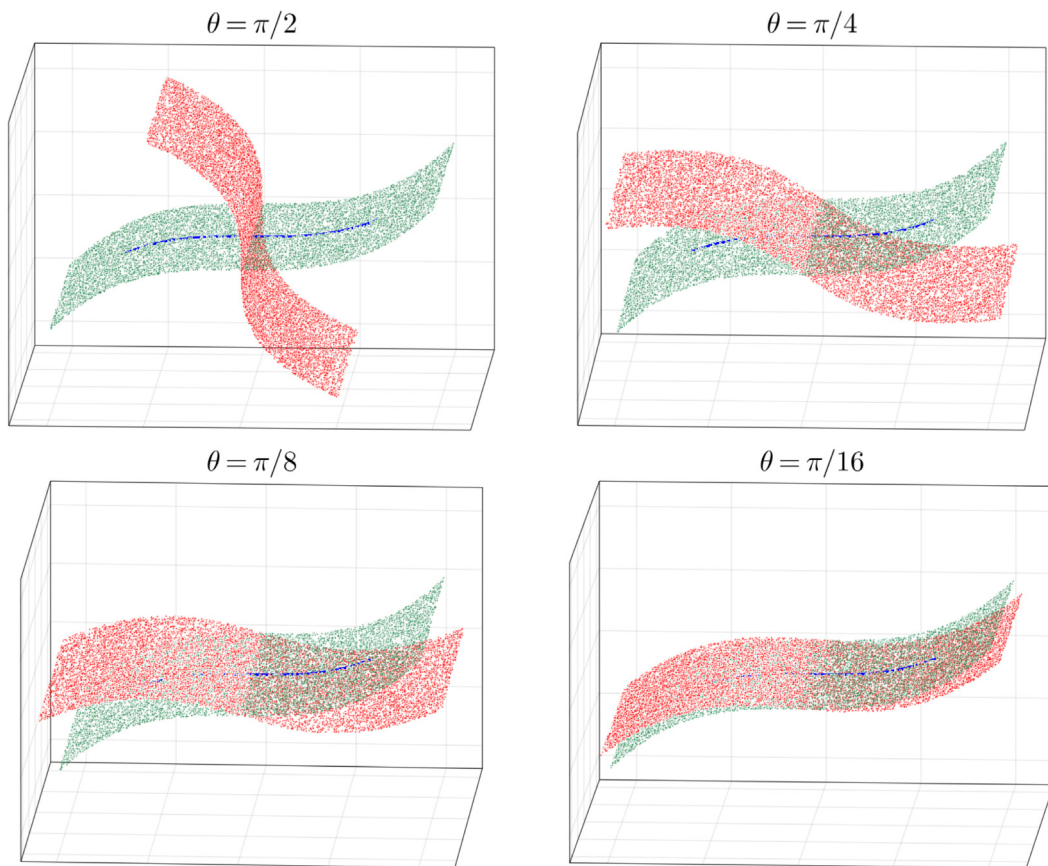 θ = π/2
θ = π/4
θ = π/8
θ = π/16